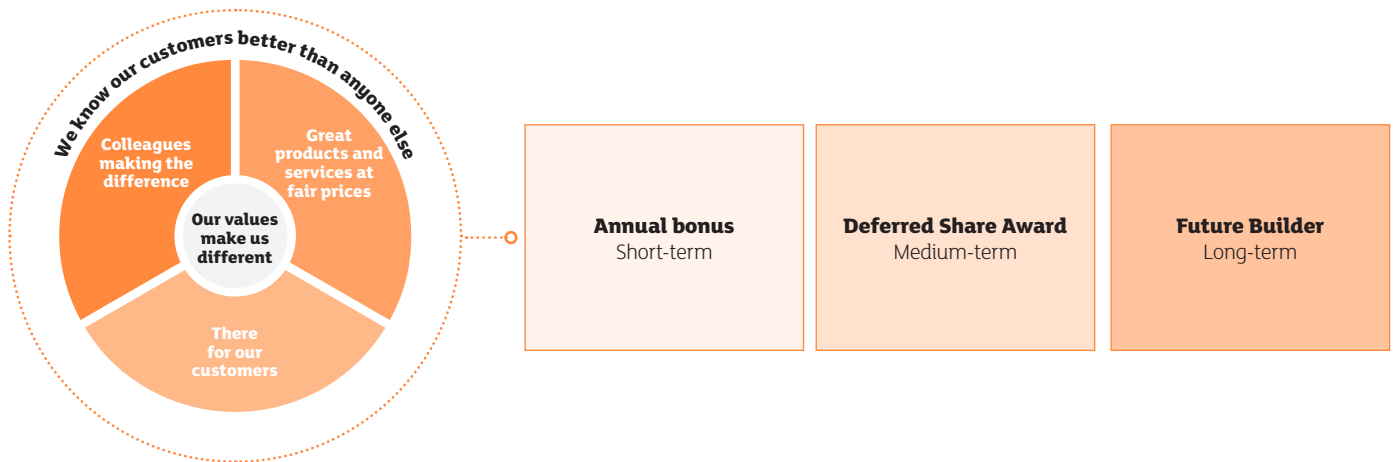 We know our customers better than anyone else
Colleagues
making the
difference
Great
products and
services at
fair prices
Our values
make us
different
There
for our
customers
Annual bonus
Short-term
Deferred Share Award
Medium-term
Future Builder
Long-term